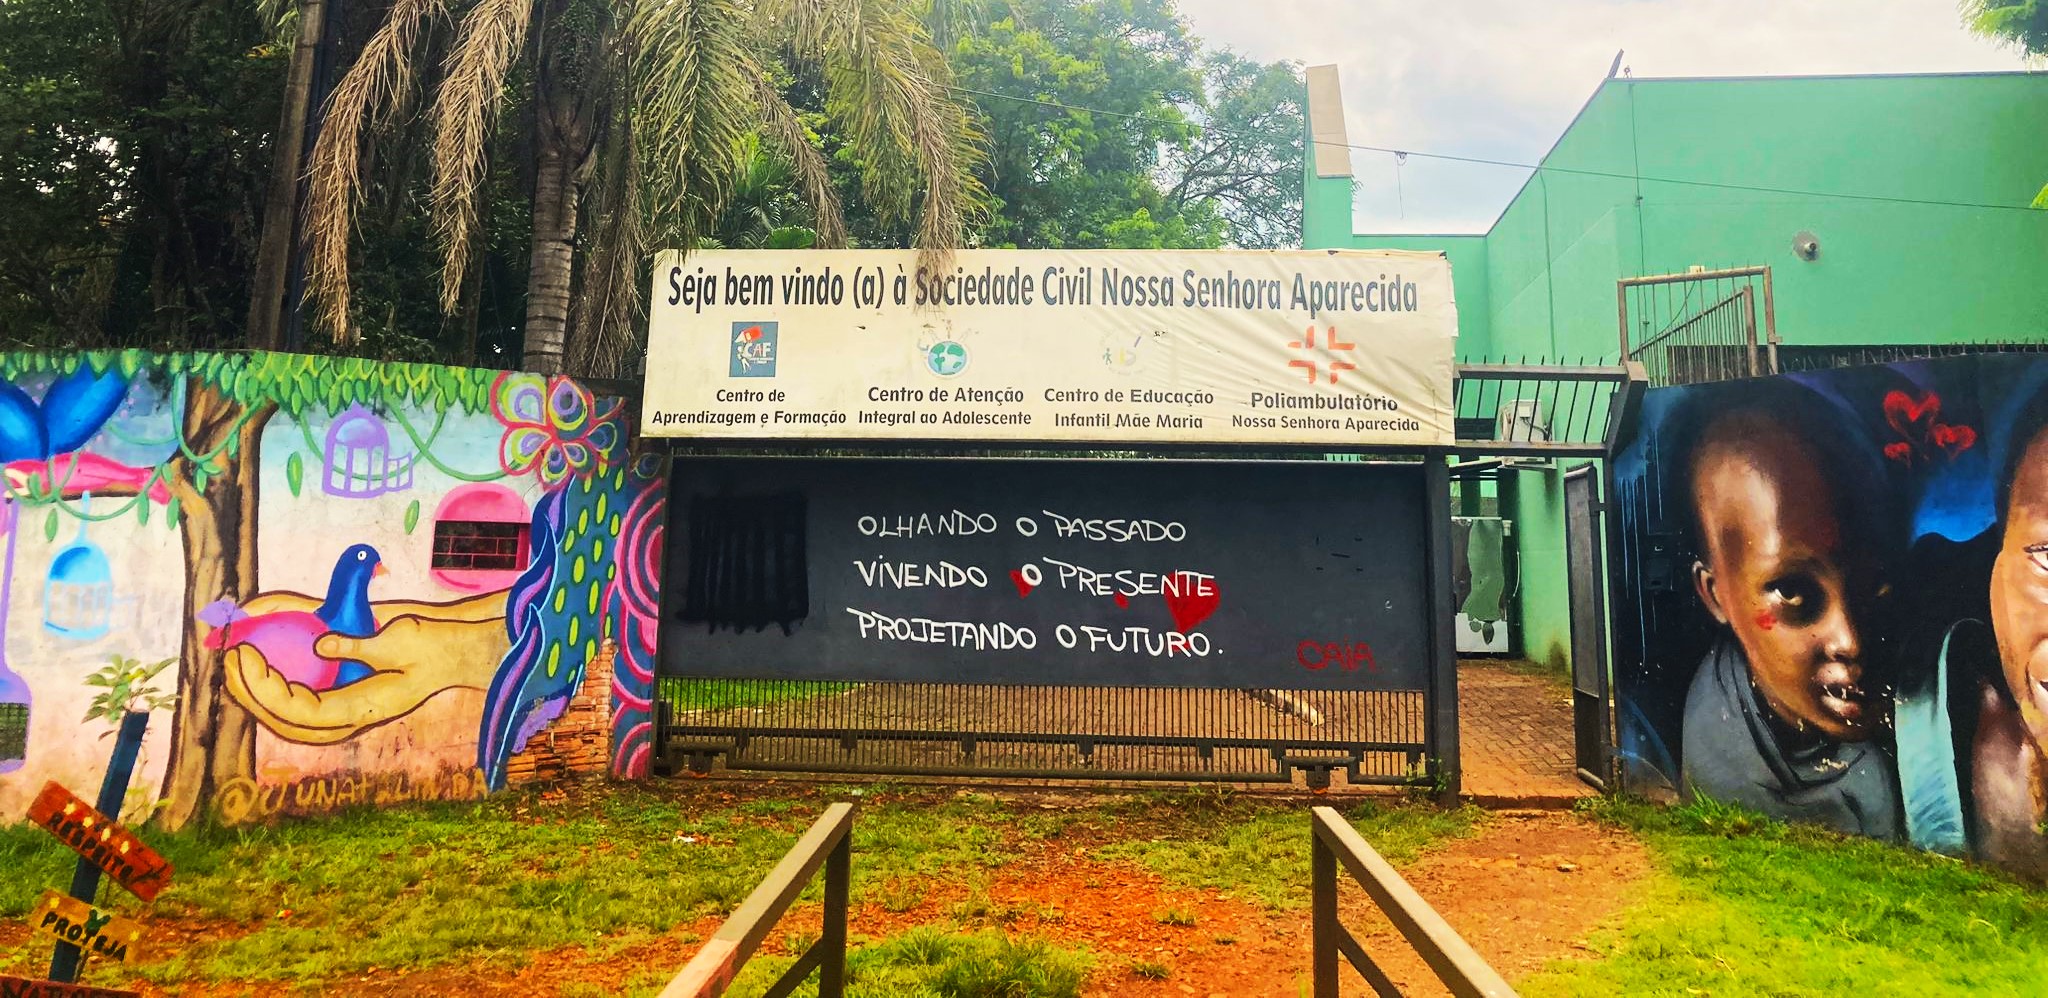 Seja bem vindo (a) à Sociedade Civil Nossa Senhora Aparecida
CAF
Centro de
Aprendizagem e Formação
Centro de Atenção
Integral ao Adolescente
Centro de Educação
Infantil Mãe Maria
Poliambulatório
Nossa Senhora Aparecida
OLHANDO O PASSADO
VIVENDO O PRESENTE
PROJETANDO O FUTURO.
CAIA
RESPEITE
PROTEJA